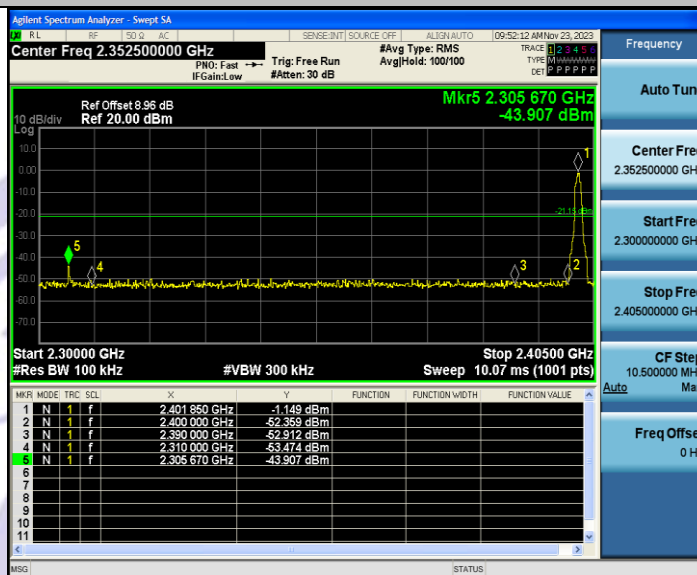 Agilent Spectrum Analyzer - Swept SA
RL RF 50 Ω AC SENSE:INT SOURCE OFF ALIGN AUTO 09:52:12 AM Nov 23, 2023
Center Freq 2.352500000 GHz
PNO: Fast
IFGain:Low
Trig: Free Run
#Atten: 30 dB
#Avg Type: RMS
Avg|Hold: 100/100
TRACE 1 2 3 4 5 6
TYPE M
DET P P P P P P
Mkr5 2.305 670 GHz
-43.907 dBm
Ref Offset 8.96 dB
10 dB/div Ref 20.00 dBm
Log
10.0
0.00
-10.0
-20.0
-30.0
-40.0
-50.0
-60.0
-70.0
1
5
4
3
2
Start 2.30000 GHz Stop 2.40500 GHz
#Res BW 100 kHz #VBW 300 kHz Sweep 10.07 ms (1001 pts)
MKR MODE TRC SCL X Y FUNCTION FUNCTION WIDTH FUNCTION VALUE
1 N 1 f 2.401 850 GHz -1.149 dBm
2 N 1 f 2.400 000 GHz -52.359 dBm
3 N 1 f 2.390 000 GHz -52.912 dBm
4 N 1 f 2.310 000 GHz -53.474 dBm
5 N 1 f 2.305 670 GHz -43.907 dBm
6
7
8
9
10
11
MSG STATUS
Frequency
Auto Tun
Center Fre
2.352500000 GH
Start Fre
2.300000000 GH
Stop Fre
2.405000000 GH
CF Step
10.500000 MH
Auto Ma
Freq Offse
0 H